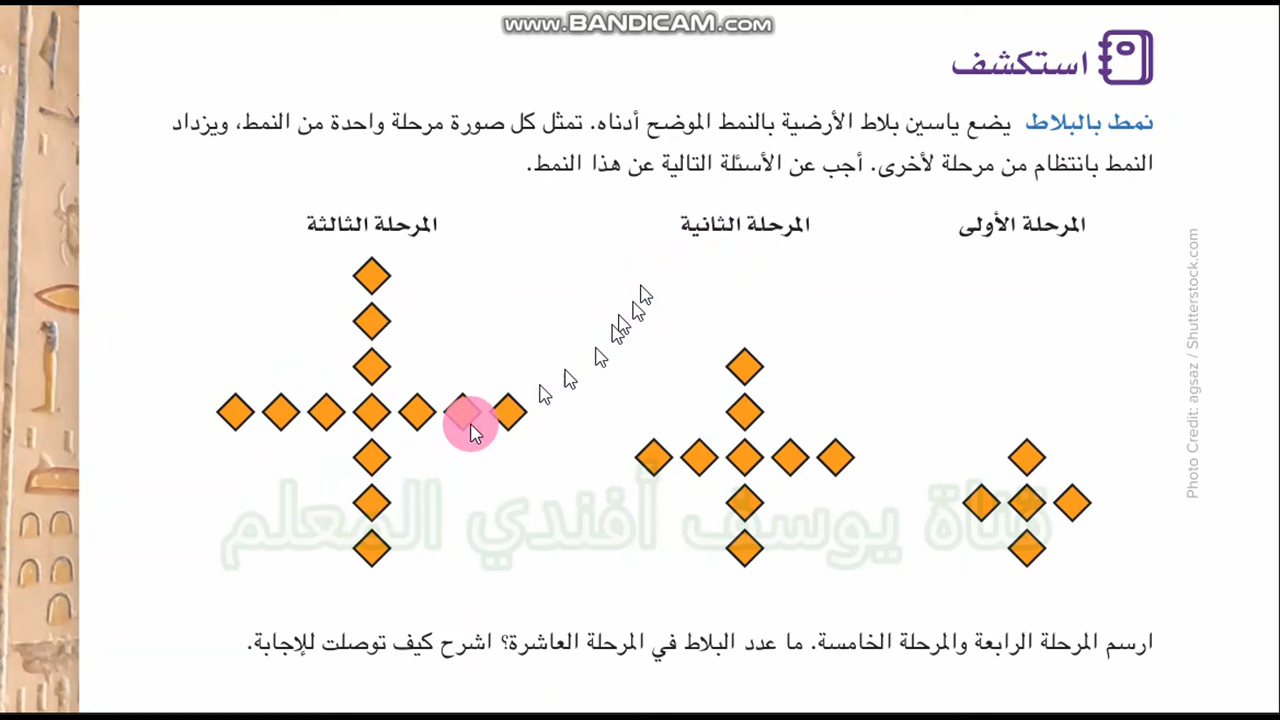 www.BANDICAM.com
استكشف
نمط بالبلاط يضع ياسين بلاط الأرضية بالنمط الموضح أدناه. تمثل كل صورة مرحلة واحدة من النمط، ويزداد
النمط بانتظام من مرحلة لأخرى. أجب عن الأسئلة التالية عن هذا النمط.
المرحلة الأولى
المرحلة الثانية
المرحلة الثالثة
Photo Credit: agsaz / Shutterstock.com
قناة يوسف أفندي المعلم
ارسم المرحلة الرابعة والمرحلة الخامسة. ما عدد البلاط في المرحلة العاشرة؟ اشرح كيف توصلت للإجابة.